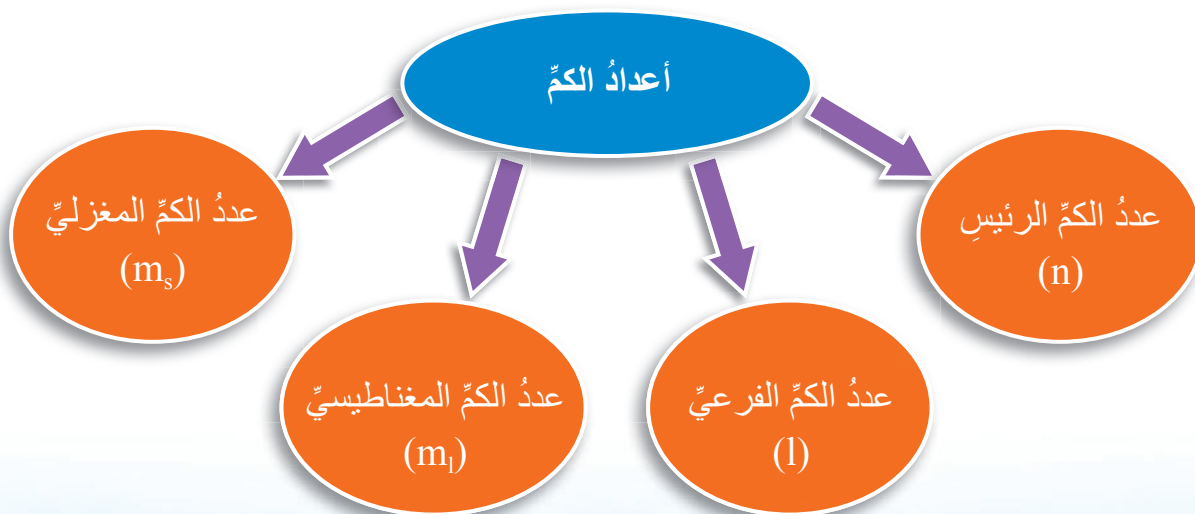 أعدادُ الكمِّ
عددُ الكمِّ الرئيسِ
(n)
عددُ الكمِّ الفرعيِّ
(l)
عددُ الكمِّ المغناطيسيِّ
(mₗ)
عددُ الكمِّ المغزليِّ
(mₛ)